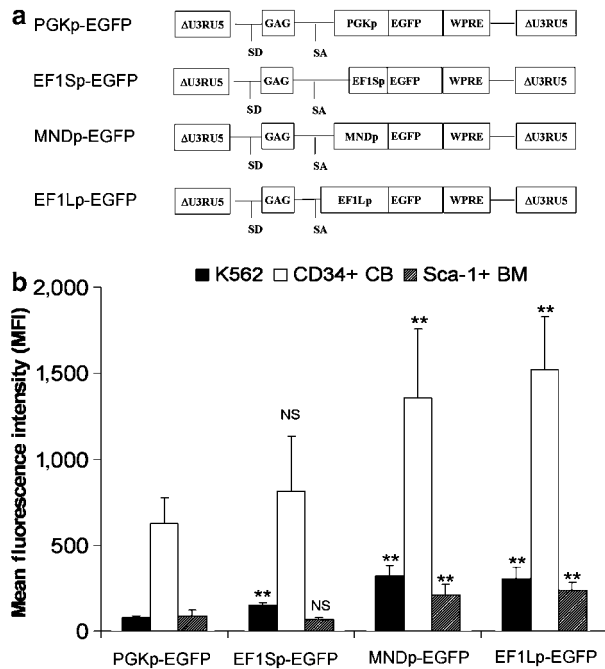 a
PGKp-EGFP ΔU3RU5 GAG PGKp EGFP WPRE ΔU3RU5
SD SA
EF1Sp-EGFP ΔU3RU5 GAG EF1Sp EGFP WPRE ΔU3RU5
SD SA
MNDp-EGFP ΔU3RU5 GAG MNDp EGFP WPRE ΔU3RU5
SD SA
EF1Lp-EGFP ΔU3RU5 GAG EF1Lp EGFP WPRE ΔU3RU5
SD SA
b
K562 CD34+ CB Sca-1+ BM
Mean fluorescence intensity (MFI)
2,000
1,500
1,000
500
0
** NS NS
** ** **
** ** **
PGKp-EGFP EF1Sp-EGFP MNDp-EGFP EF1Lp-EGFP